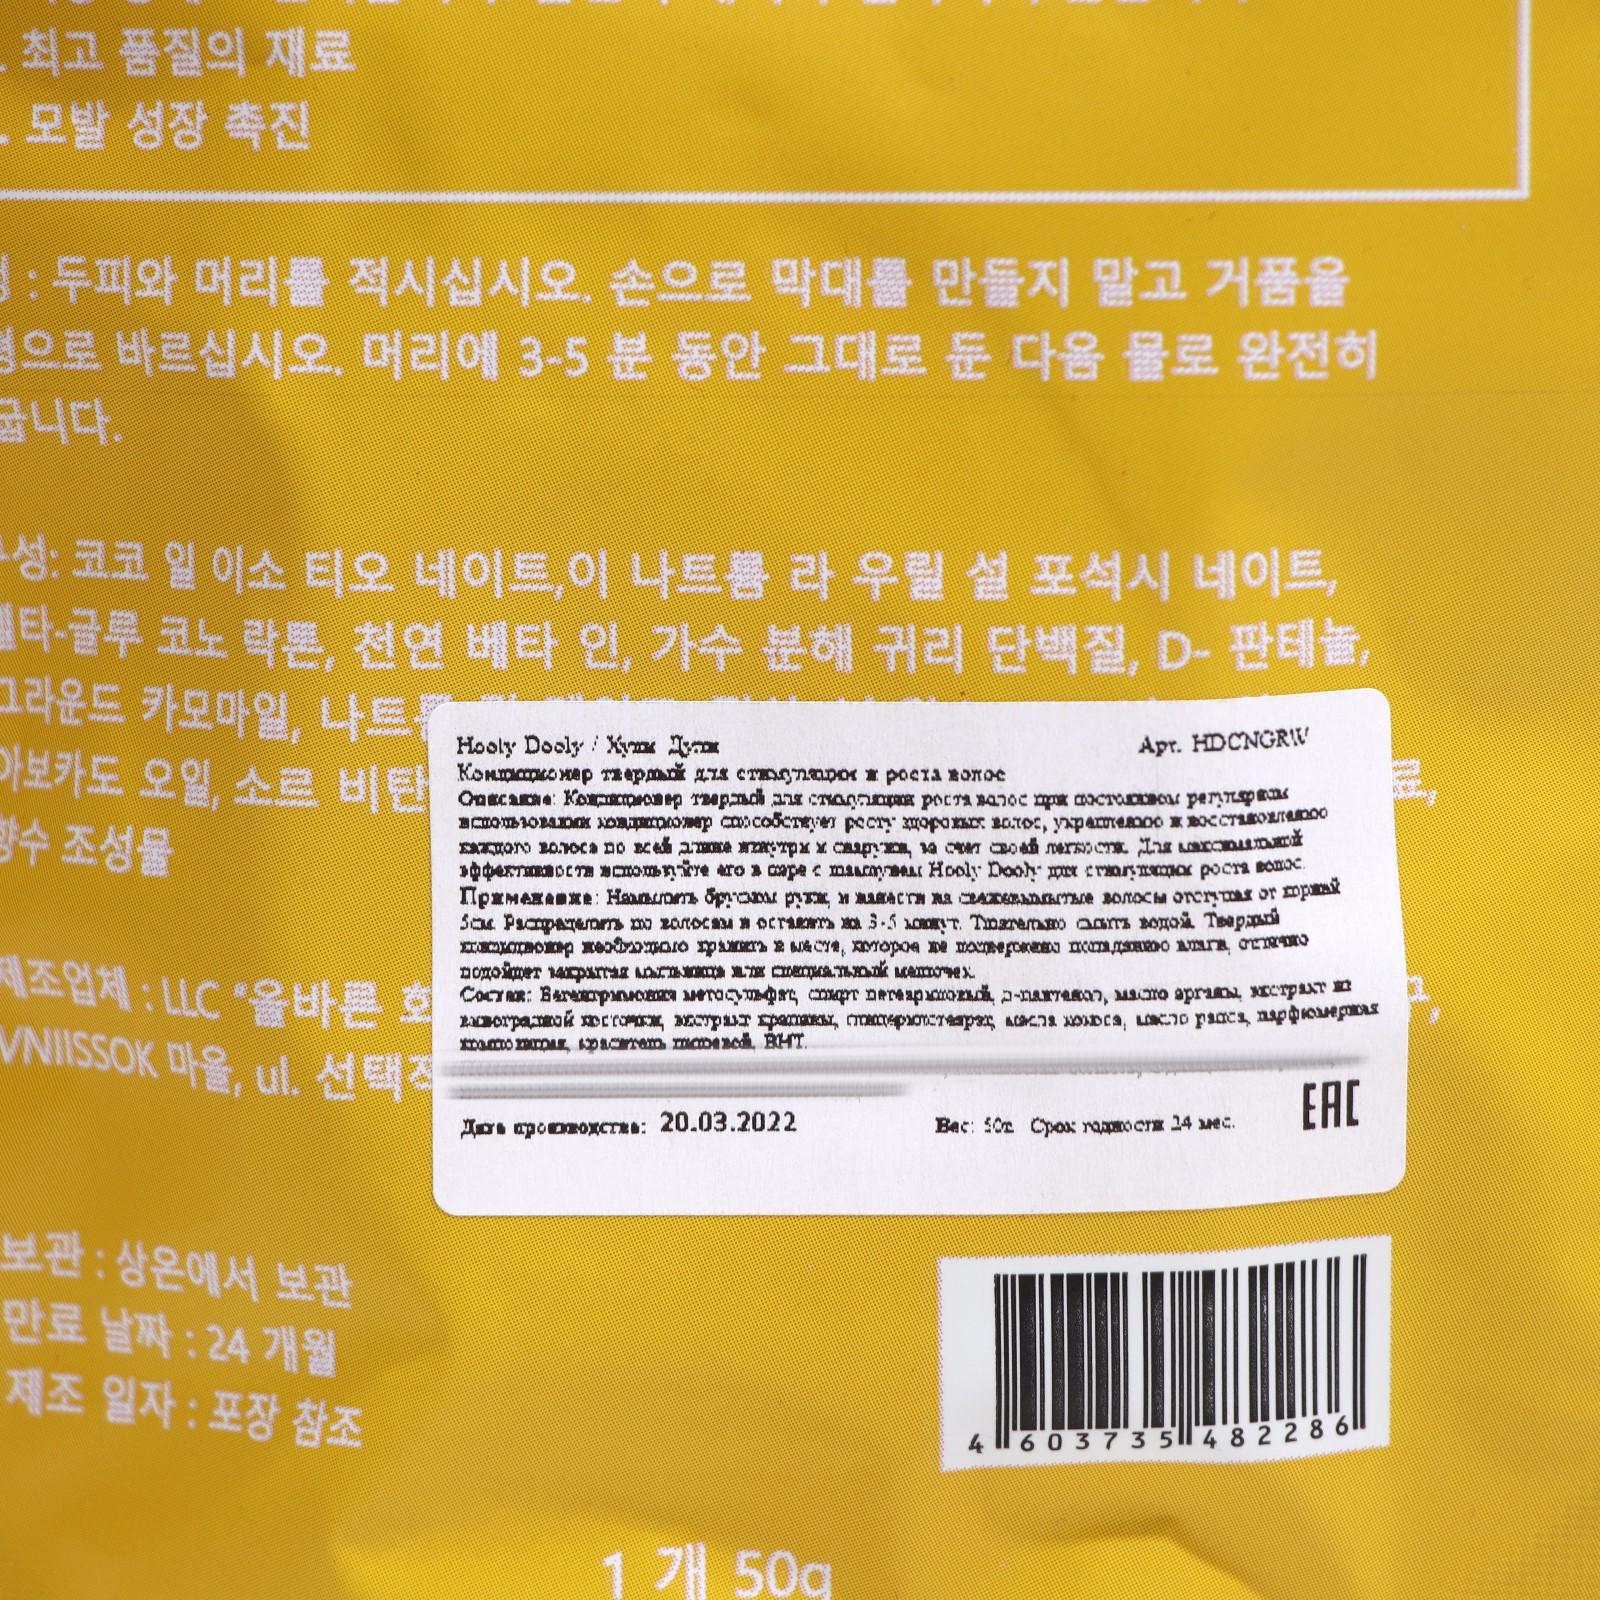 최고 품질의 재료
모발 성장 촉진
: 두피와 머리를 적시십시오. 손으로 막대를 만들지 말고 거품을
으로 바르십시오. 머리에 3-5 분 동안 그대로 둔 다음 물로 완전히
굽니다.
성: 코코 일 이소 티오 네이트,이 나트륨 라 우릴 설 포석시 네이트,
타-글루 코노 락톤, 천연 베타 인, 가수 분해 귀리 단백질, D- 판테놀,
그라운드 카모마일, 나트륨
아보카도 오일, 소르 비탄
료,
향수 조성물
Hooly Dooly / Хули Дули Арт. HDCNGRW
Кондиционер твердый для стимуляции и роста волос
Описание: Кондиционер твердый для стимуляции роста волос при постоянном регулярном
использовании кондиционер способствует росту здоровых волос, укреплению и восстановлению
каждого волоса по всей длине изнутри и снаружи, за счет своей легкости. Для максимальной
эффективности используйте его в паре с шампунем Hooly Dooly для стимуляции роста волос.
Применение: Намылить бруском руки, и нанести на свежевымытые волосы отступая от корней
5см. Распределить по волосам и оставить на 3-5 минут. Тщательно смыть водой. Твердый
кондиционер необходимо хранить в месте, которое не подвержено попаданию влаги, отлично
подойдет закрытая мыльница или специальный мешочек.
Состав: Бегентримония метосульфат, спирт цетеариловый, д-пантенол, масло арганы, экстракт из
виноградной косточки, экстракт крапивы, глицерилстеарат, масла кокоса, масло рапса, парфюмерная
композиция, краситель пищевой, BHT.
Дата производства: 20.03.2022 Вес: 50г. Срок годности 24 мес. EAC
제조업체 : LLC "올바른
VNIISSOK 마을, ul. 선택적
보관 : 상온에서 보관
만료 날짜 : 24 개월
제조 일자 : 포장 참조
4 603735 482286
1 개 50g